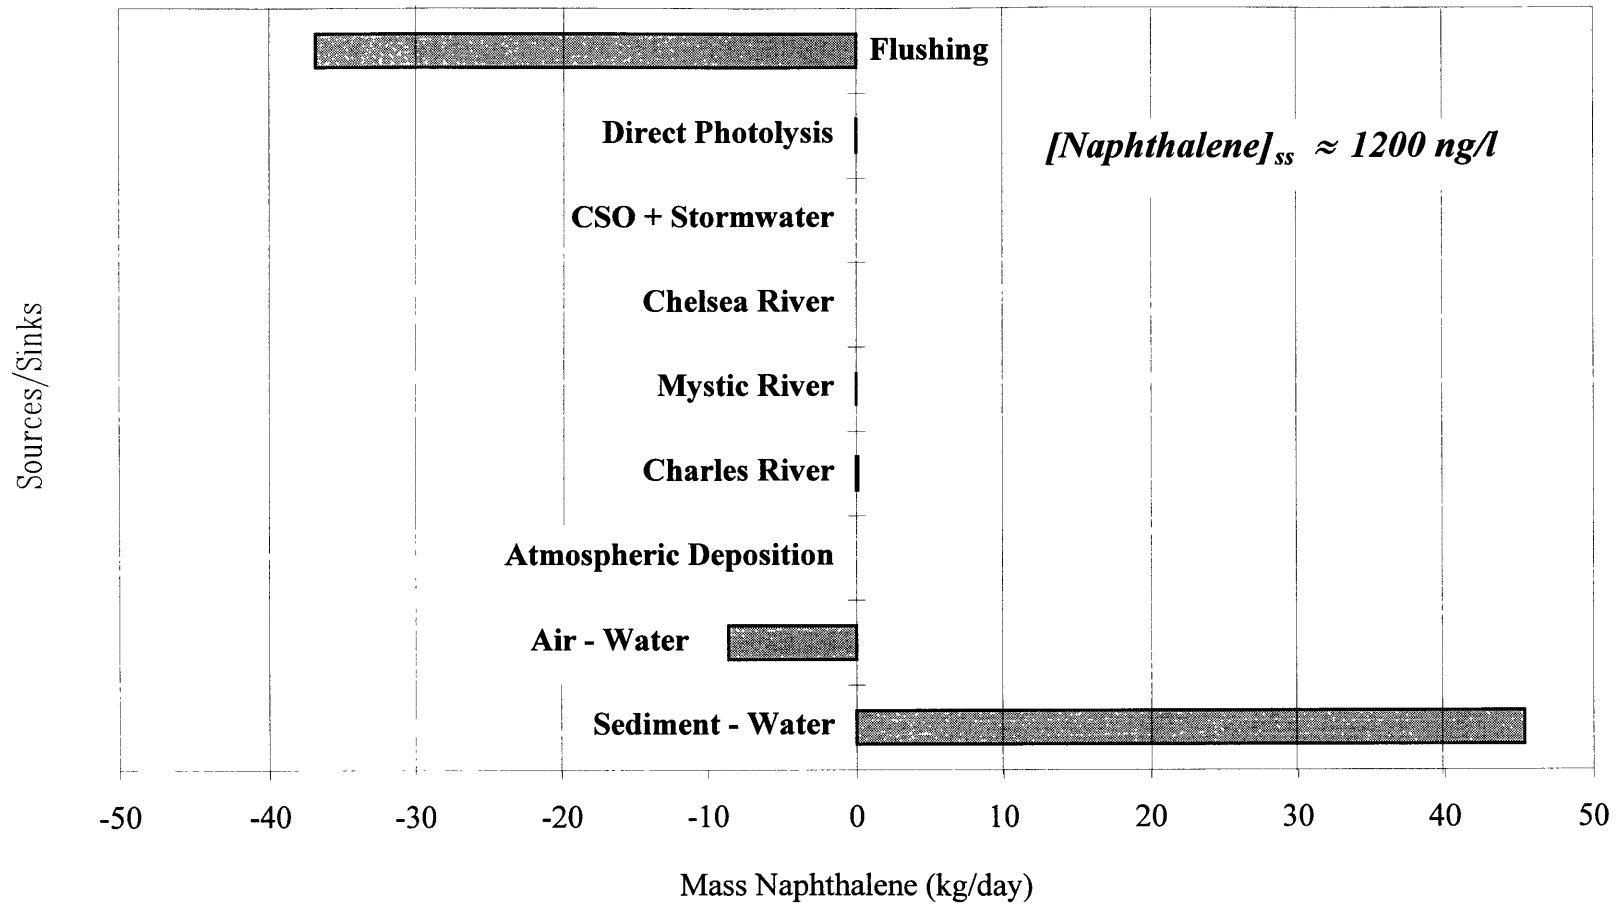 Flushing
Direct Photolysis
[Naphthalene]ss ≈ 1200 ng/l
CSO + Stormwater
Chelsea River
Mystic River
Charles River
Atmospheric Deposition
Air - Water
Sediment - Water
Sources/Sinks
-50 -40 -30 -20 -10 0 10 20 30 40 50
Mass Naphthalene (kg/day)